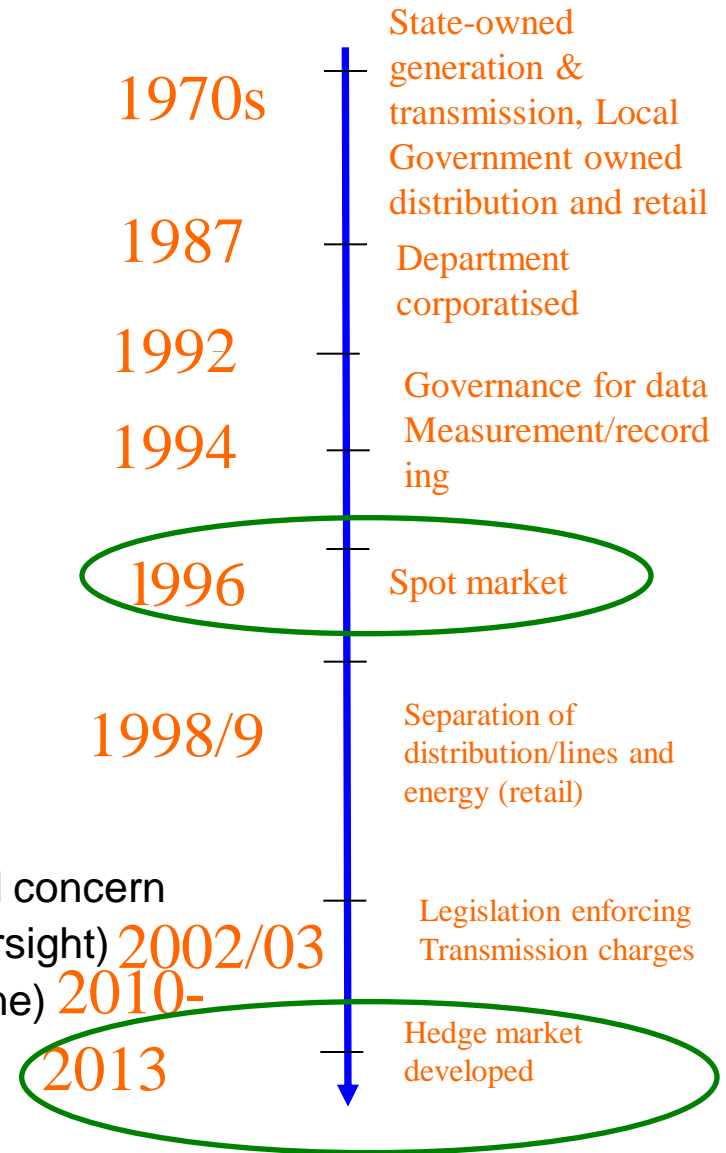 1970s
State-owned
generation &
transmission, Local
Government owned
distribution and retail
1987
Department
corporatised
1992
1994
Governance for data
Measurement/record
ing
1996
Spot market
1998/9
Separation of
distribution/lines and
energy (retail)
concern
rsight) 2002/03
Legislation enforcing
Transmission charges
ne) 2010-
2013
Hedge market
developed